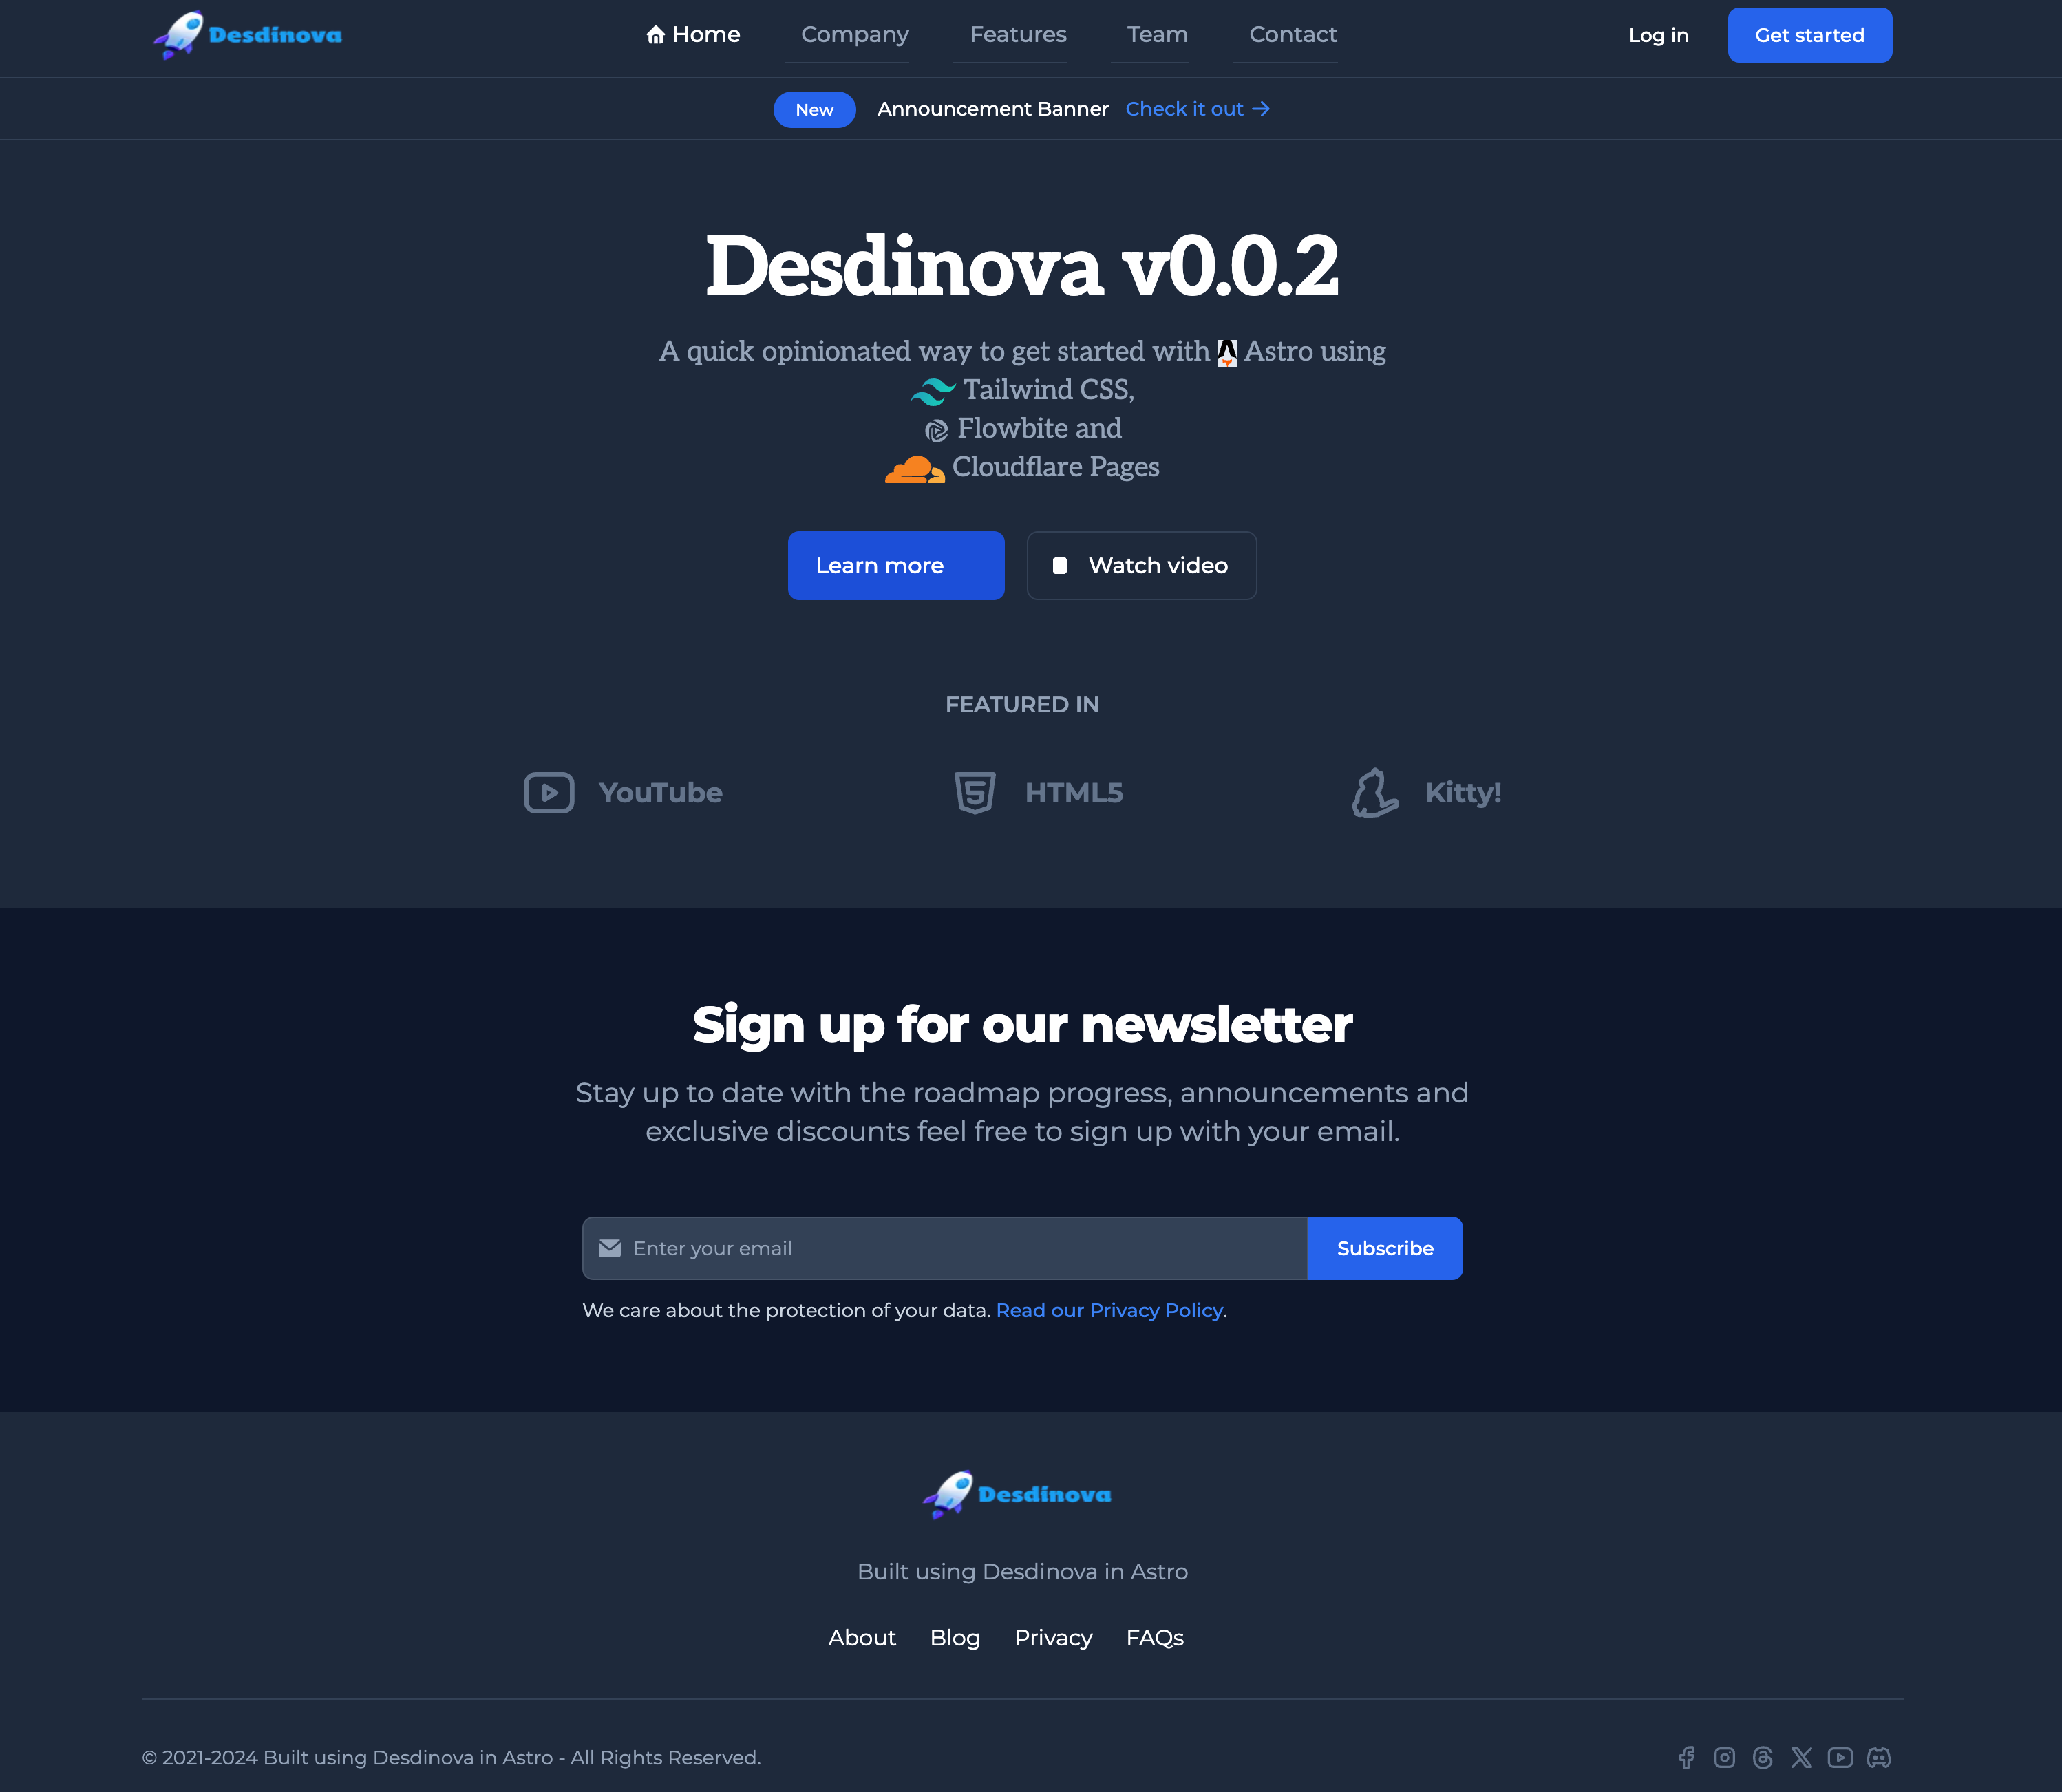 Desdinova
Home Company Features Team Contact
Log in Get started
New Announcement Banner Check it out →
Desdinova v0.0.2
A quick opinionated way to get started with Astro using
Tailwind CSS,
Flowbite and
Cloudflare Pages
Learn more Watch video
FEATURED IN
YouTube HTML5 Kitty!
Sign up for our newsletter
Stay up to date with the roadmap progress, announcements and
exclusive discounts feel free to sign up with your email.
Enter your email Subscribe
We care about the protection of your data. Read our Privacy Policy.
Desdinova
Built using Desdinova in Astro
About Blog Privacy FAQs
© 2021-2024 Built using Desdinova in Astro - All Rights Reserved.